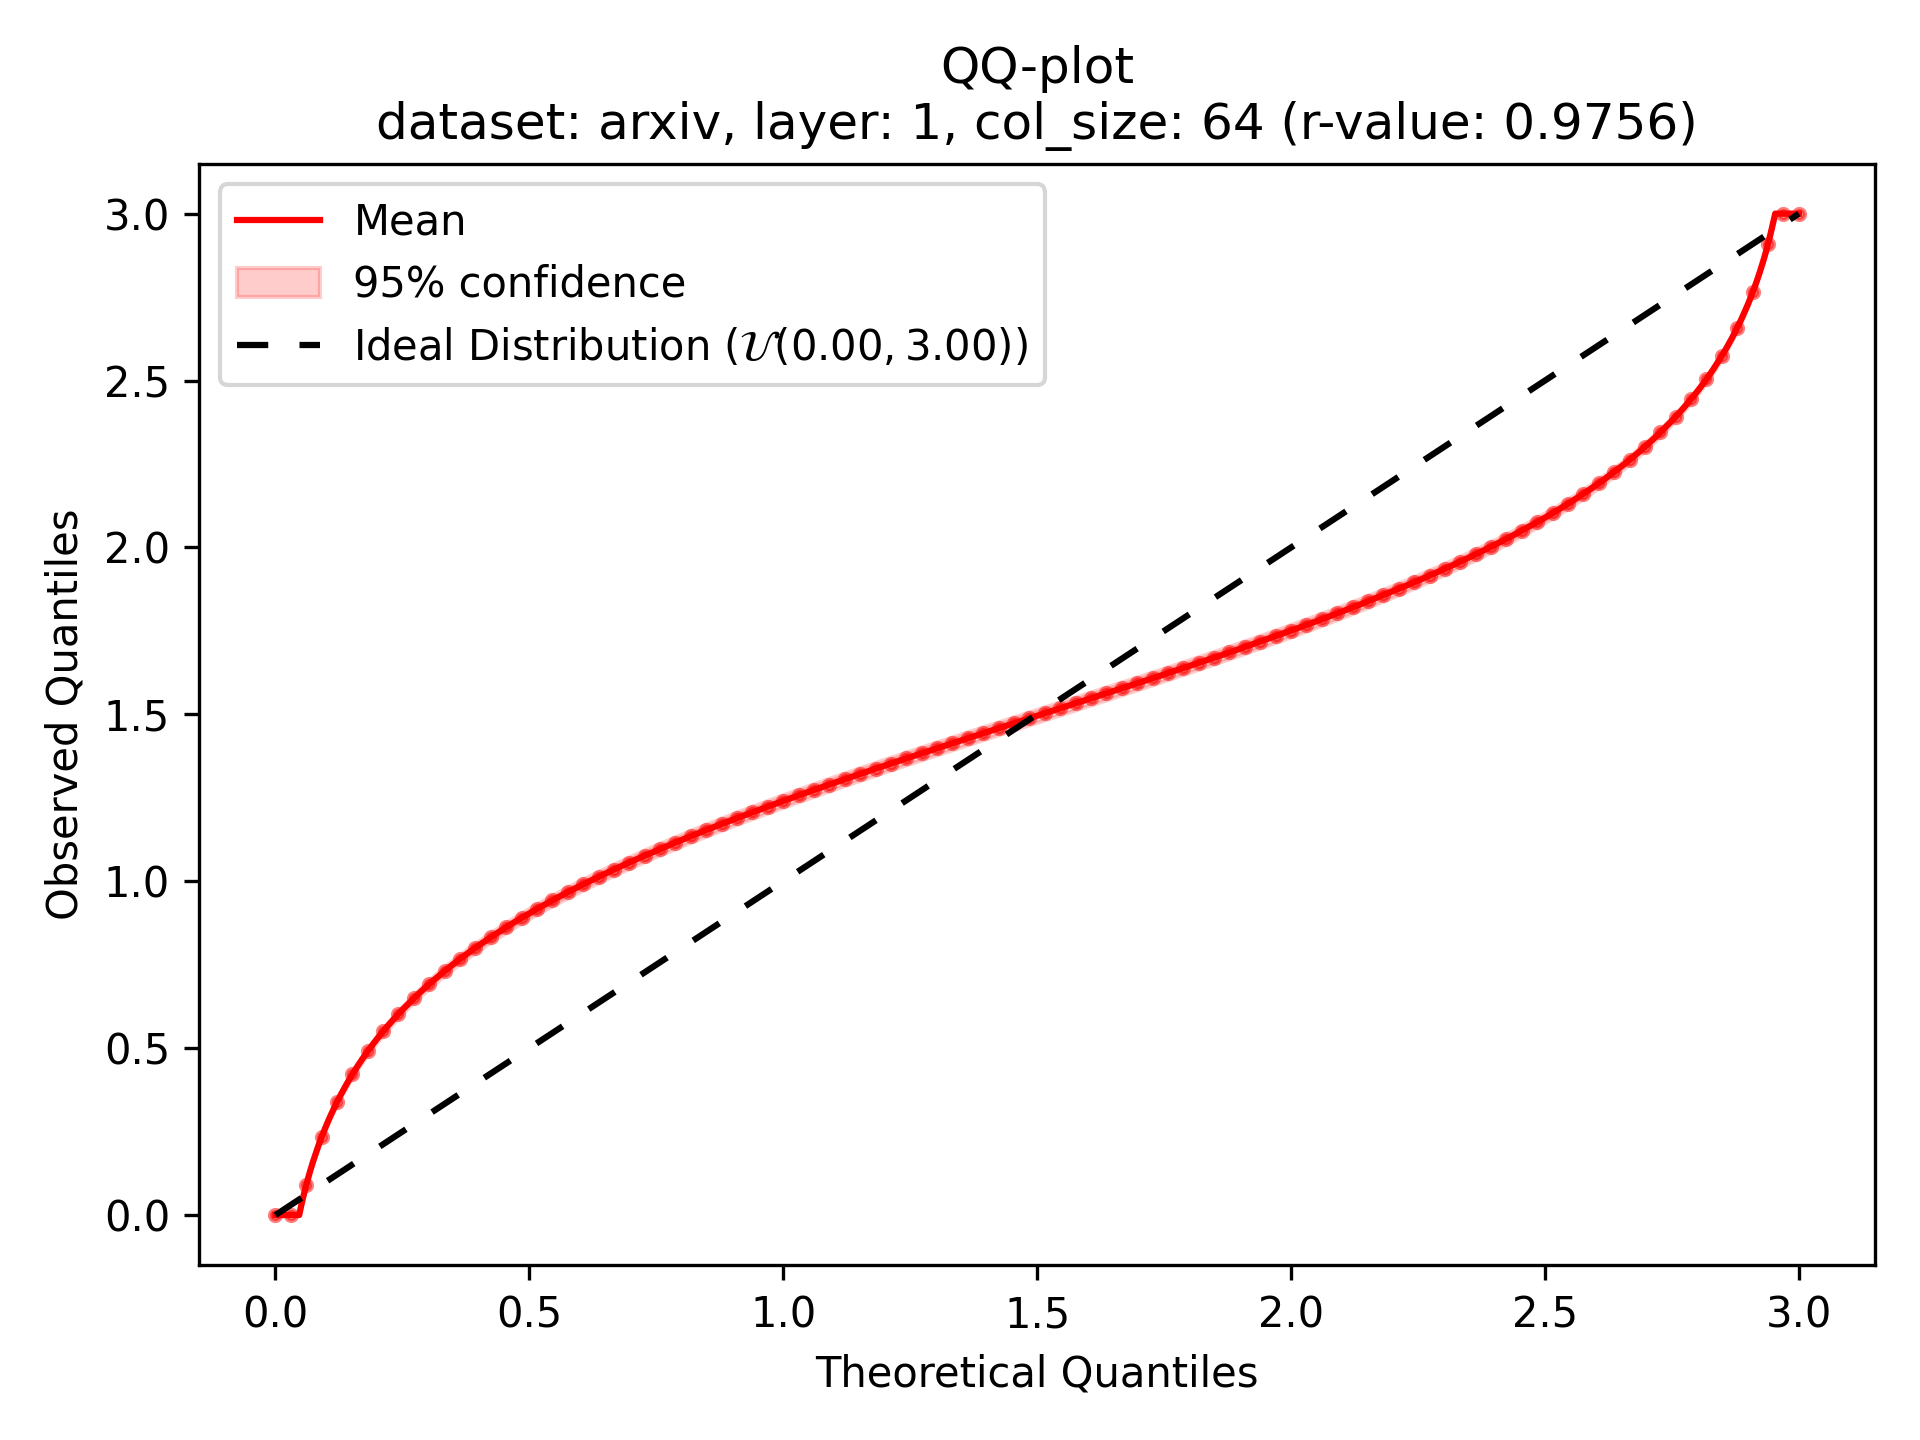 QQ-plot
dataset: arxiv, layer: 1, col_size: 64 (r-value: 0.9756)
Mean
95% confidence
Ideal Distribution (𝒰(0.00, 3.00))
3.0
2.5
2.0
1.5
1.0
0.5
0.0
Observed Quantiles
0.0 0.5 1.0 1.5 2.0 2.5 3.0
Theoretical Quantiles